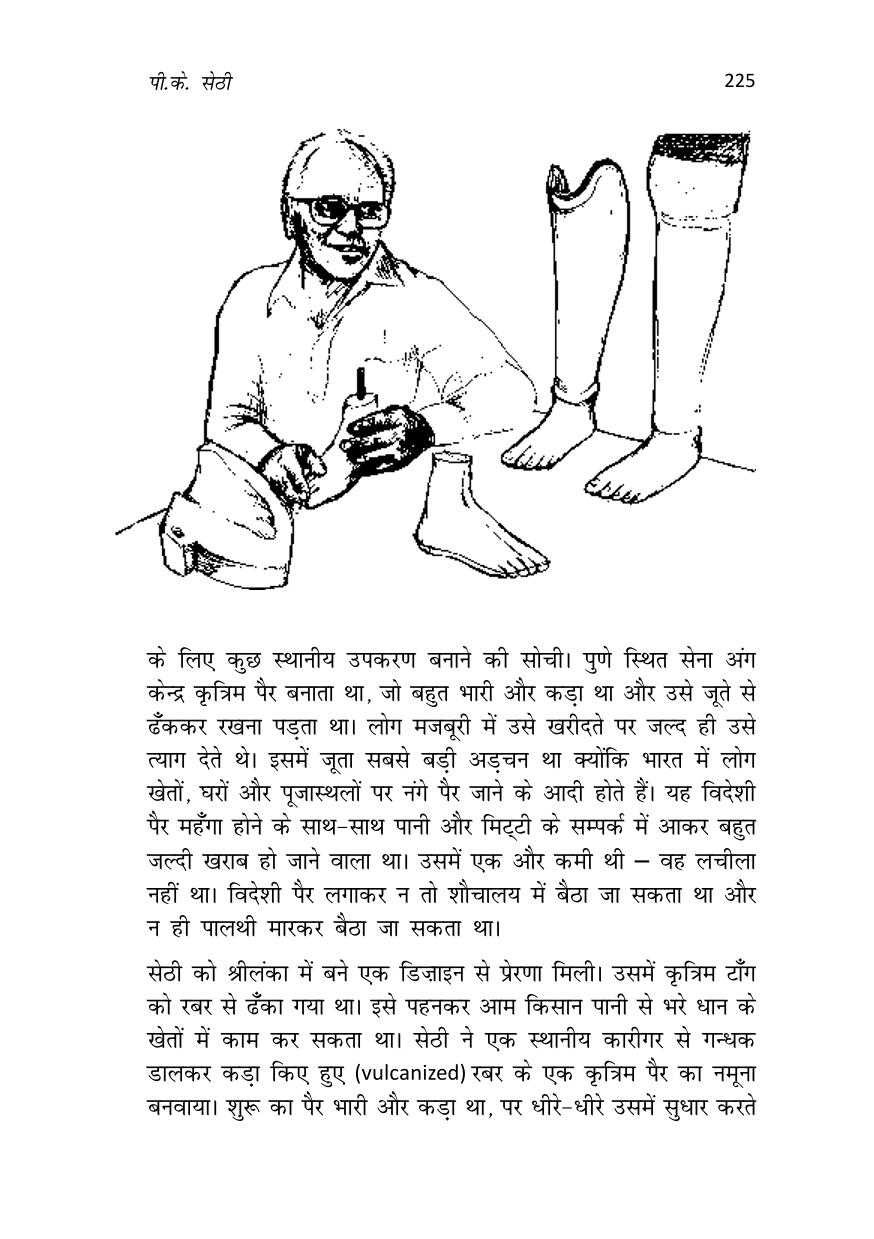 पी.के. सेठी
225
के लिए कुछ स्थानीय उपकरण बनाने की सोची। पुणे स्थित सेना अंग
केन्द्र कृत्रिम पैर बनाता था, जो बहुत भारी और कड़ा था और उसे जूते से
ढँककर रखना पड़ता था। लोग मजबूरी में उसे खरीदते पर जल्द ही उसे
त्याग देते थे। इसमें जूता सबसे बड़ी अड़चन था क्योंकि भारत में लोग
खेतों, घरों और पूजास्थलों पर नंगे पैर जाने के आदी होते हैं। यह विदेशी
पैर महँगा होने के साथ-साथ पानी और मिट्टी के सम्पर्क में आकर बहुत
जल्दी खराब हो जाने वाला था। उसमें एक और कमी थी – वह लचीला
नहीं था। विदेशी पैर लगाकर न तो शौचालय में बैठा जा सकता था और
न ही पालथी मारकर बैठा जा सकता था।
सेठी को श्रीलंका में बने एक डिज़ाइन से प्रेरणा मिली। उसमें कृत्रिम टाँग
को रबर से ढँका गया था। इसे पहनकर आम किसान पानी से भरे धान के
खेतों में काम कर सकता था। सेठी ने एक स्थानीय कारीगर से गन्धक
डालकर कड़ा किए हुए (vulcanized) रबर के एक कृत्रिम पैर का नमूना
बनवाया। शुरू का पैर भारी और कड़ा था, पर धीरे-धीरे उसमें सुधार करते